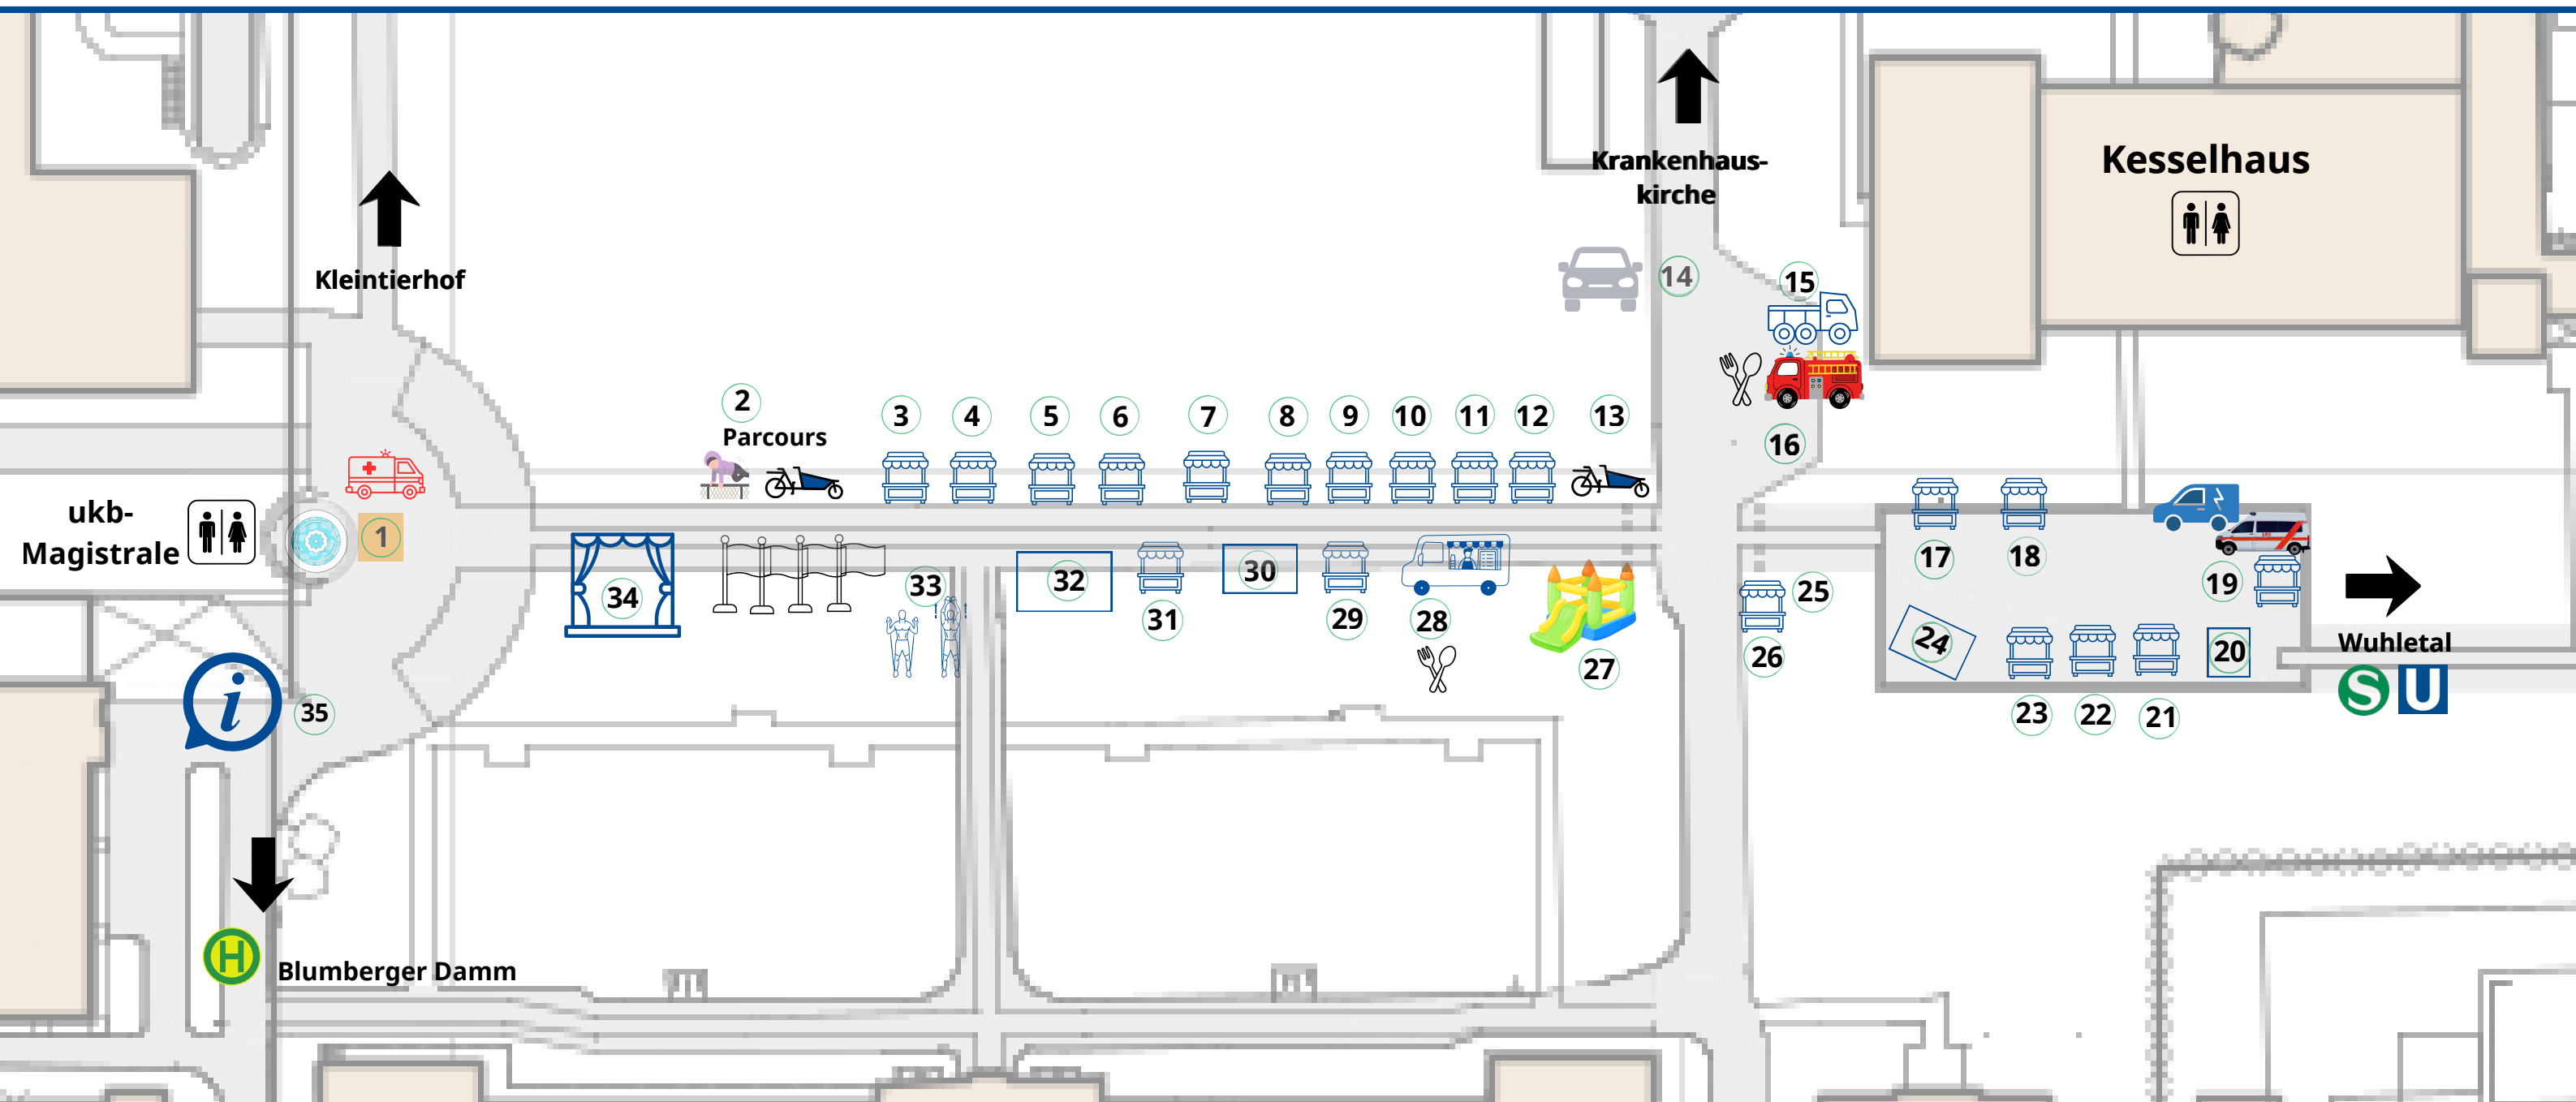 Krankenhaus-
kirche
Kesselhaus
Kleintierhof
14
15
2
Parcours
3
4
5
6
7
8
9
10
11
12
13
16
ukb-
Magistrale
1
17
18
19
34
33
32
31
30
29
28
27
25
26
24
23
22
21
20
Wuhletal
S
U
i
35
H
Blumberger Damm